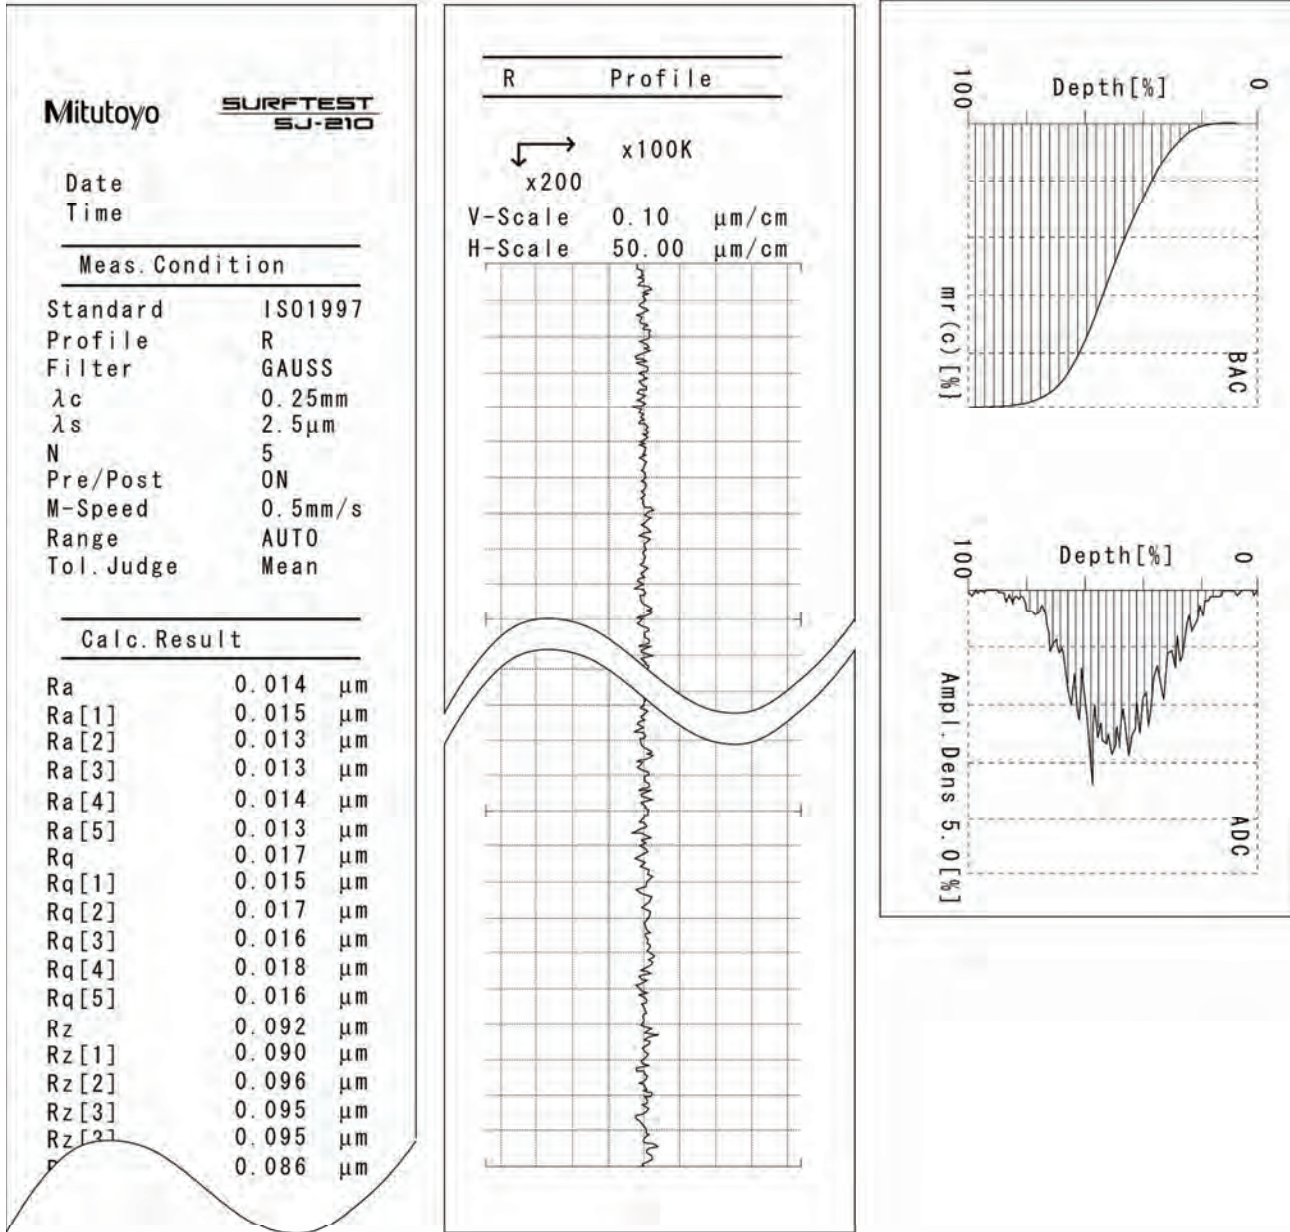 Mitutoyo SURFTEST SJ-210
Date
Time
Meas.Condition
Standard ISO1997
Profile R
Filter GAUSS
λc 0.25mm
λs 2.5μm
N 5
Pre/Post ON
M-Speed 0.5mm/s
Range AUTO
Tol.Judge Mean
Calc.Result
Ra 0.014 μm
Ra[1] 0.015 μm
Ra[2] 0.013 μm
Ra[3] 0.013 μm
Ra[4] 0.014 μm
Ra[5] 0.013 μm
Rq 0.017 μm
Rq[1] 0.015 μm
Rq[2] 0.017 μm
Rq[3] 0.016 μm
Rq[4] 0.018 μm
Rq[5] 0.016 μm
Rz 0.092 μm
Rz[1] 0.090 μm
Rz[2] 0.096 μm
Rz[3] 0.095 μm
Rz[3] 0.095 μm
0.086 μm
R Profile
x100K
x200
V-Scale 0.10 μm/cm
H-Scale 50.00 μm/cm
100 Depth[%] 0
mr(c)[%]
BAC
100 Depth[%] 0
Ampl.Dens 5.0[%]
ADC